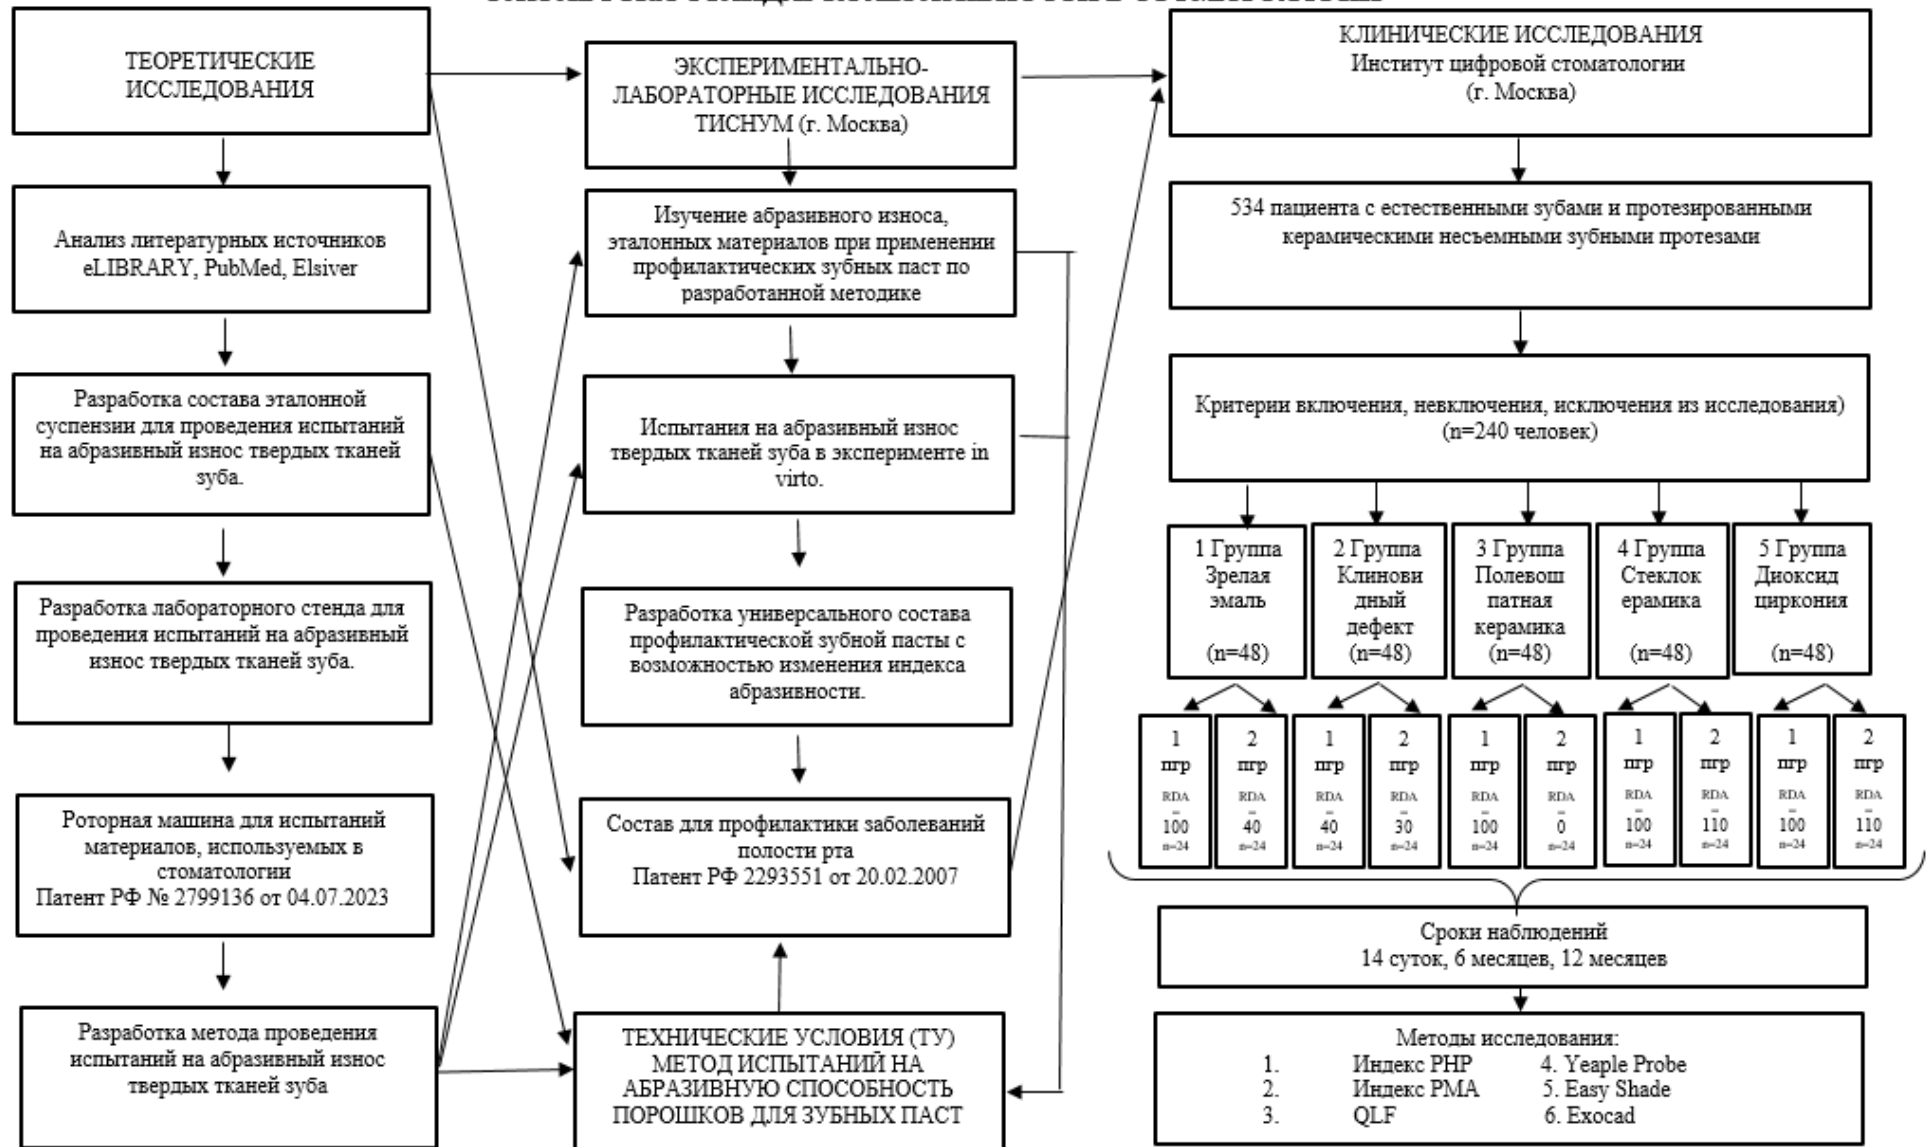 ТЕОРЕТИЧЕСКИЕ
ИССЛЕДОВАНИЯ
Анализ литературных источников
eLIBRARY, PubMed, Elsiver
Разработка состава эталонной
суспензии для проведения испытаний
на абразивный износ твердых тканей
зуба.
Разработка лабораторного стенда для
проведения испытаний на абразивный
износ твердых тканей зуба.
Роторная машина для испытаний
материалов, используемых в
стоматологии
Патент РФ № 2799136 от 04.07.2023
Разработка метода проведения
испытаний на абразивный износ
твердых тканей зуба
ЭКСПЕРИМЕНТАЛЬНО-
ЛАБОРАТОРНЫЕ ИССЛЕДОВАНИЯ
ТИСНУМ (г. Москва)
Изучение абразивного износа,
эталонных материалов при применении
профилактических зубных паст по
разработанной методике
Испытания на абразивный износ
твердых тканей зуба в эксперименте in
virto.
Разработка универсального состава
профилактической зубной пасты с
возможностью изменения индекса
абразивности.
Состав для профилактики заболеваний
полости рта
Патент РФ 2293551 от 20.02.2007
ТЕХНИЧЕСКИЕ УСЛОВИЯ (ТУ)
МЕТОД ИСПЫТАНИЙ НА
АБРАЗИВНУЮ СПОСОБНОСТЬ
ПОРОШКОВ ДЛЯ ЗУБНЫХ ПАСТ
КЛИНИЧЕСКИЕ ИССЛЕДОВАНИЯ
Институт цифровой стоматологии
(г. Москва)
534 пациента с естественными зубами и протезированными
керамическими несъемными зубными протезами
Критерии включения, невключения, исключения из исследования)
(n=240 человек)
1 Группа
Зрелая
эмаль
(n=48)
2 Группа
Клинови
дный
дефект
(n=48)
3 Группа
Полевош
патная
керамика
(n=48)
4 Группа
Стеклок
ерамика
(n=48)
5 Группа
Диоксид
циркония
(n=48)
1
пгр
RDA
=
100
n=24
2
пгр
RDA
=
40
n=24
1
пгр
RDA
=
40
n=24
2
пгр
RDA
=
30
n=24
1
пгр
RDA
=
100
n=24
2
пгр
RDA
=
0
n=24
1
пгр
RDA
=
100
n=24
2
пгр
RDA
=
110
n=24
1
пгр
RDA
=
100
n=24
2
пгр
RDA
=
110
n=24
Сроки наблюдений
14 суток, 6 месяцев, 12 месяцев
Методы исследования:
1. Индекс PHP 4. Yeaple Probe
2. Индекс PMA 5. Easy Shade
3. QLF 6. Exocad